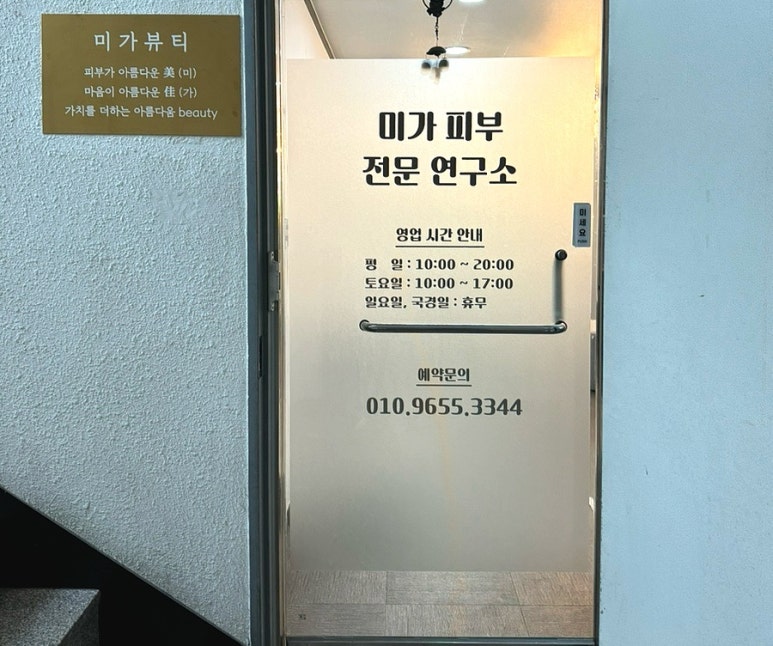 미가뷰티
피부가 아름다운 美 (미)
마음이 아름다운 佳 (가)
가치를 더하는 아름다움 beauty
미가 피부
전문 연구소
영업 시간 안내
평 일 : 10:00 ~ 20:00
토요일 : 10:00 ~ 17:00
일요일, 국경일 : 휴무
예약문의
010.9655.3344
미세요